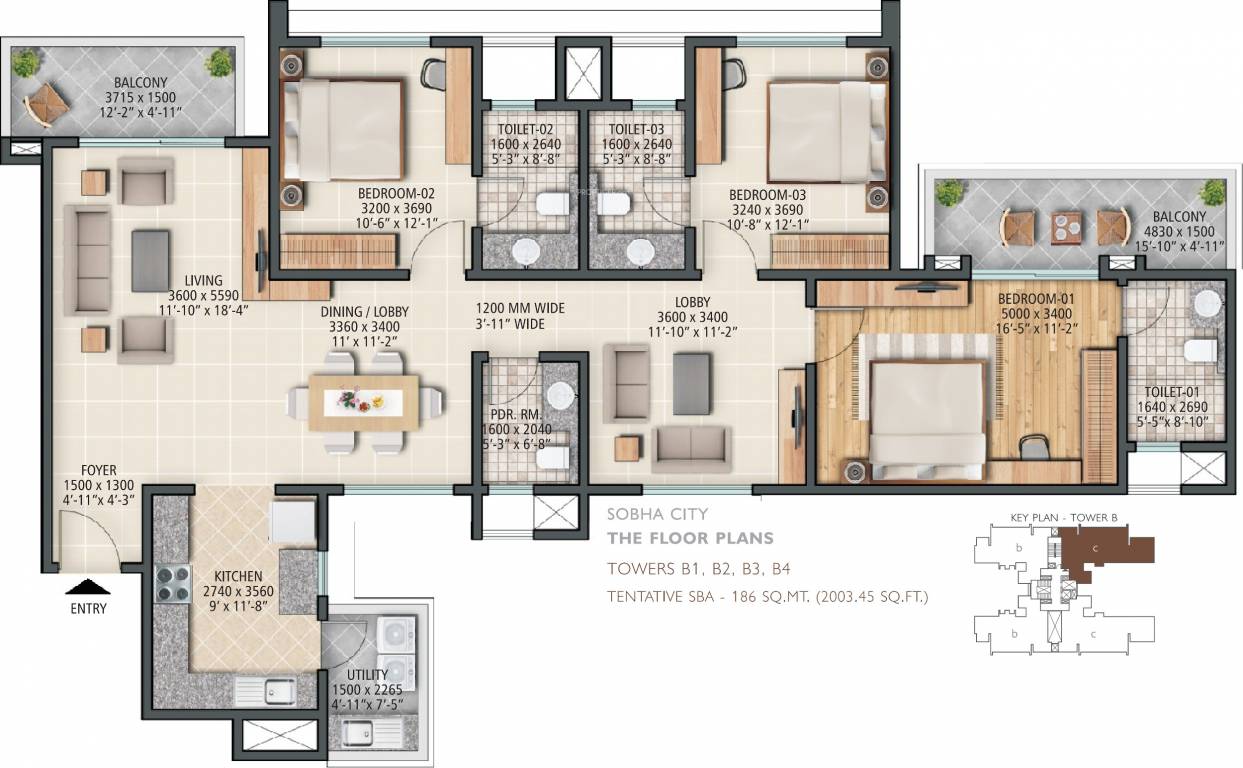 BALCONY
3715 x 1500
12'-2" x 4'-11"
TOILET-02
1600 x 2640
5'-3" x 8'-8"
TOILET-03
1600 x 2640
5'-3" x 8'-8"
BEDROOM-02
3200 x 3690
10'-6" x 12'-1"
BEDROOM-03
3240 x 3690
10'-8" x 12'-1"
BALCONY
4830 x 1500
15'-10" x 4'-11"
LIVING
3600 x 5590
11'-10" x 18'-4"
DINING / LOBBY
3360 x 3400
11' x 11'-2"
1200 MM WIDE
3'-11" WIDE
LOBBY
3600 x 3400
11'-10" x 11'-2"
BEDROOM-01
5000 x 3400
16'-5" x 11'-2"
TOILET-01
1640 x 2690
5'-5"x 8'-10"
PDR. RM.
1600 x 2040
5'-3" x 6'-8"
FOYER
1500 x 1300
4'-11"x 4'-3"
ENTRY
KITCHEN
2740 x 3560
9' x 11'-8"
UTILITY
1500 x 2265
4'-11"x 7'-5"
SOBHA CITY
THE FLOOR PLANS
TOWERS B1, B2, B3, B4
TENTATIVE SBA - 186 SQ.MT. (2003.45 SQ.FT.)
KEY PLAN - TOWER B
b
c
b
c